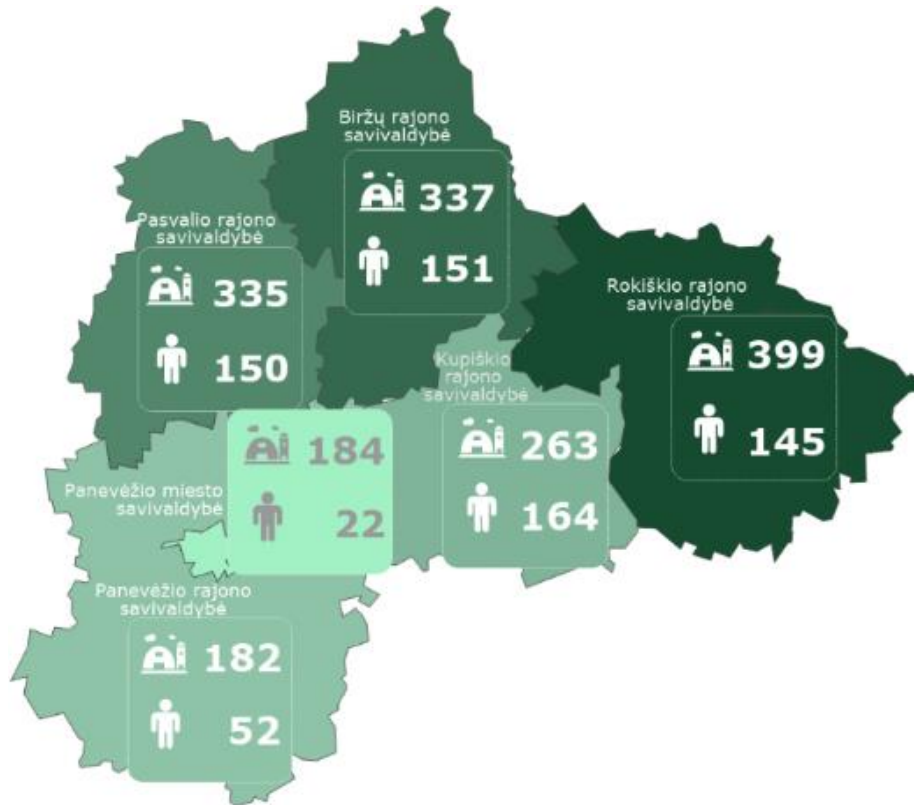 Biržų rajono
savivaldybė
337
151
Pasvalio rajono
savivaldybė
335
150
Rokiškio rajono
savivaldybė
399
145
Kupiškio
rajono
savivaldybė
263
164
Panevėžio miesto
savivaldybė
184
22
Panevėžio rajono
savivaldybė
182
52